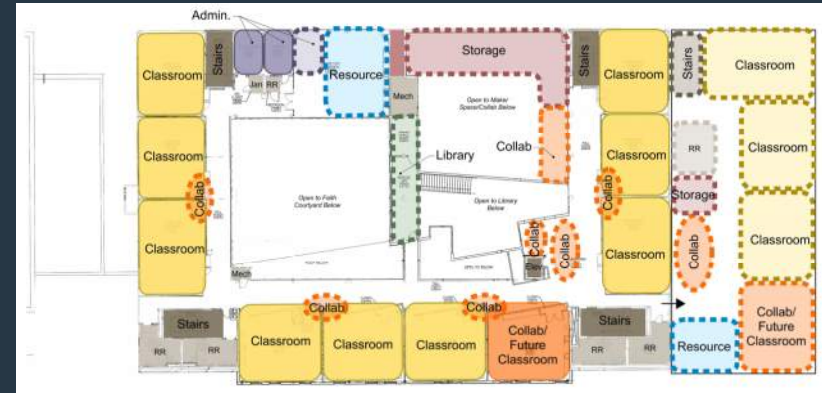 Admin.
Classroom
Stairs
Jan
RR
Resource
Mech
Storage
Open to Maker
Space/Collab Below
Stairs
Classroom
Stairs
Classroom
Classroom
Collab
Open to Faith
Courtyard Below
Library
Collab
Classroom
Collab
RR
Storage
Classroom
Classroom
Open to Library
Below
Collab
Collab
Elev
Classroom
Collab
Classroom
Mech
Stairs
RR
RR
Collab
Classroom
Classroom
Collab
Classroom
Collab/
Future
Classroom
Stairs
RR
RR
Resource
Collab/
Future
Classroom